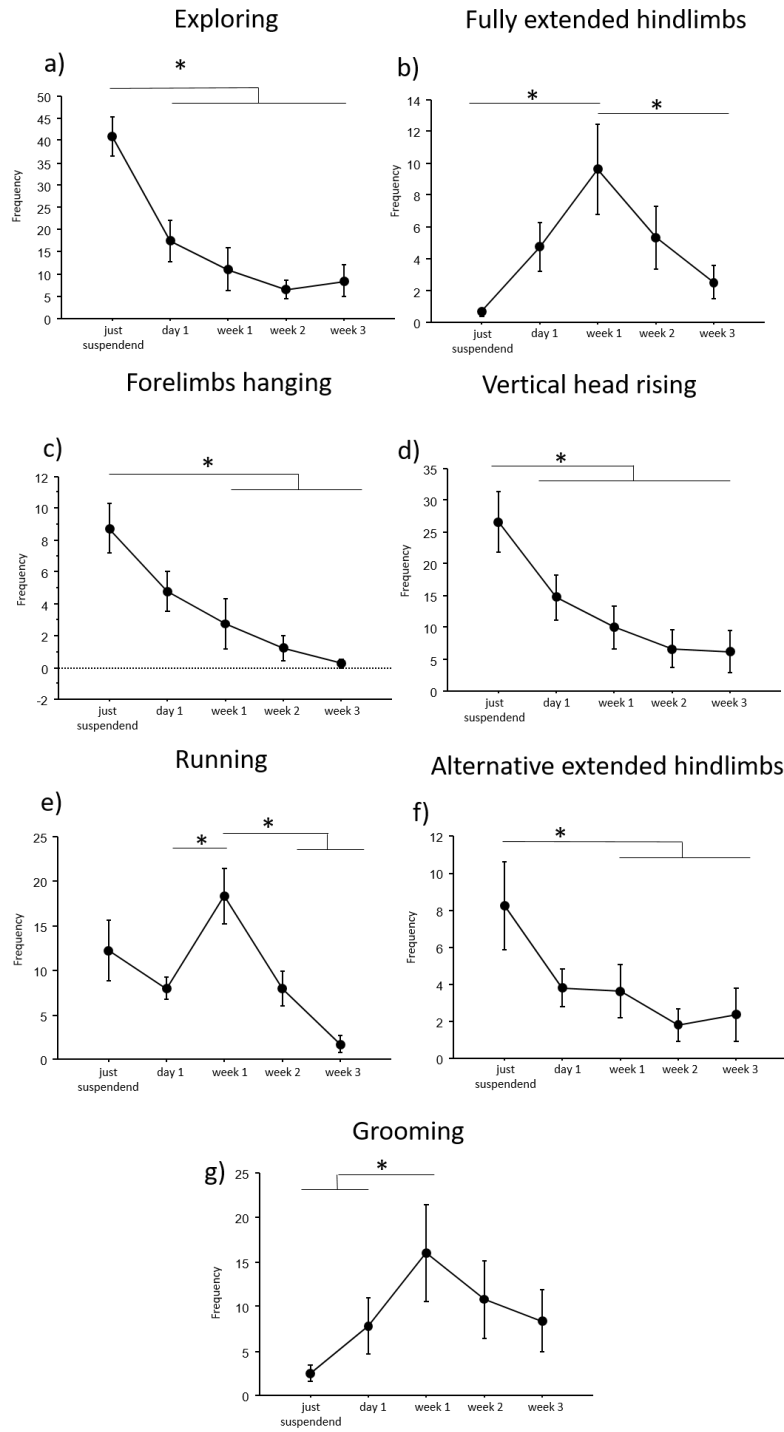 Exploring
Fully extended hindlimbs
a)
*
b)
*
*
50
45
40
35
30
25
20
15
10
5
0
Frequency
just
suspendend
day 1
week 1
week 2
week 3
14
12
10
8
6
4
2
0
Frequency
just
suspendend
day 1
week 1
week 2
week 3
Forelimbs hanging
Vertical head rising
c)
*
d)
*
12
10
8
6
4
2
0
-2
Frequency
just
suspendend
day 1
week 1
week 2
week 3
35
30
25
20
15
10
5
0
Frequency
just
suspendend
day 1
week 1
week 2
week 3
Running
Alternative extended hindlimbs
e)
*
*
f)
*
25
20
15
10
5
0
Frequency
just
suspendend
day 1
week 1
week 2
week 3
12
10
8
6
4
2
0
Frequency
just
suspendend
day 1
week 1
week 2
week 3
Grooming
g)
*
25
20
15
10
5
0
Frequency
just
suspendend
day 1
week 1
week 2
week 3